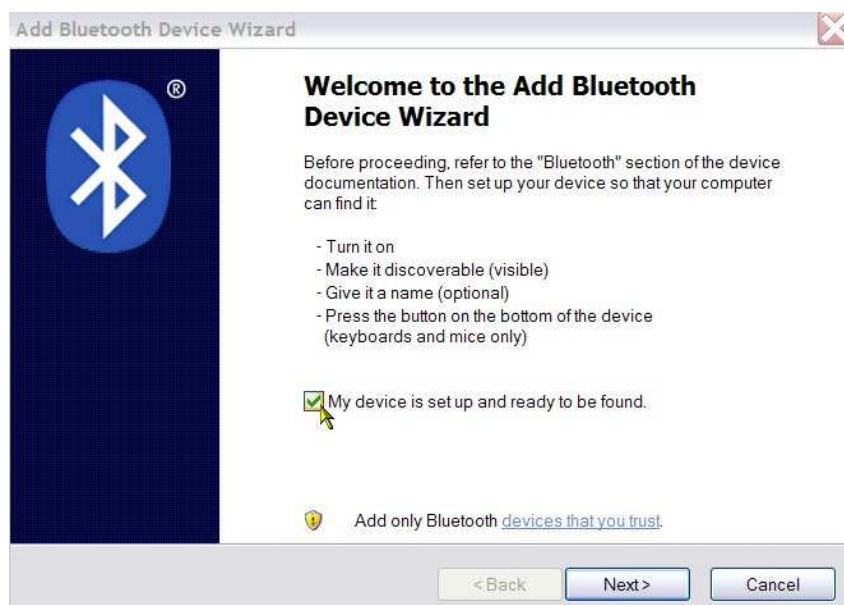 Add Bluetooth Device Wizard
®
Welcome to the Add Bluetooth
Device Wizard
Before proceeding, refer to the "Bluetooth" section of the device
documentation. Then set up your device so that your computer
can find it:
- Turn it on
- Make it discoverable (visible)
- Give it a name (optional)
- Press the button on the bottom of the device
(keyboards and mice only)
My device is set up and ready to be found.
Add only Bluetooth devices that you trust.
< Back Next > Cancel